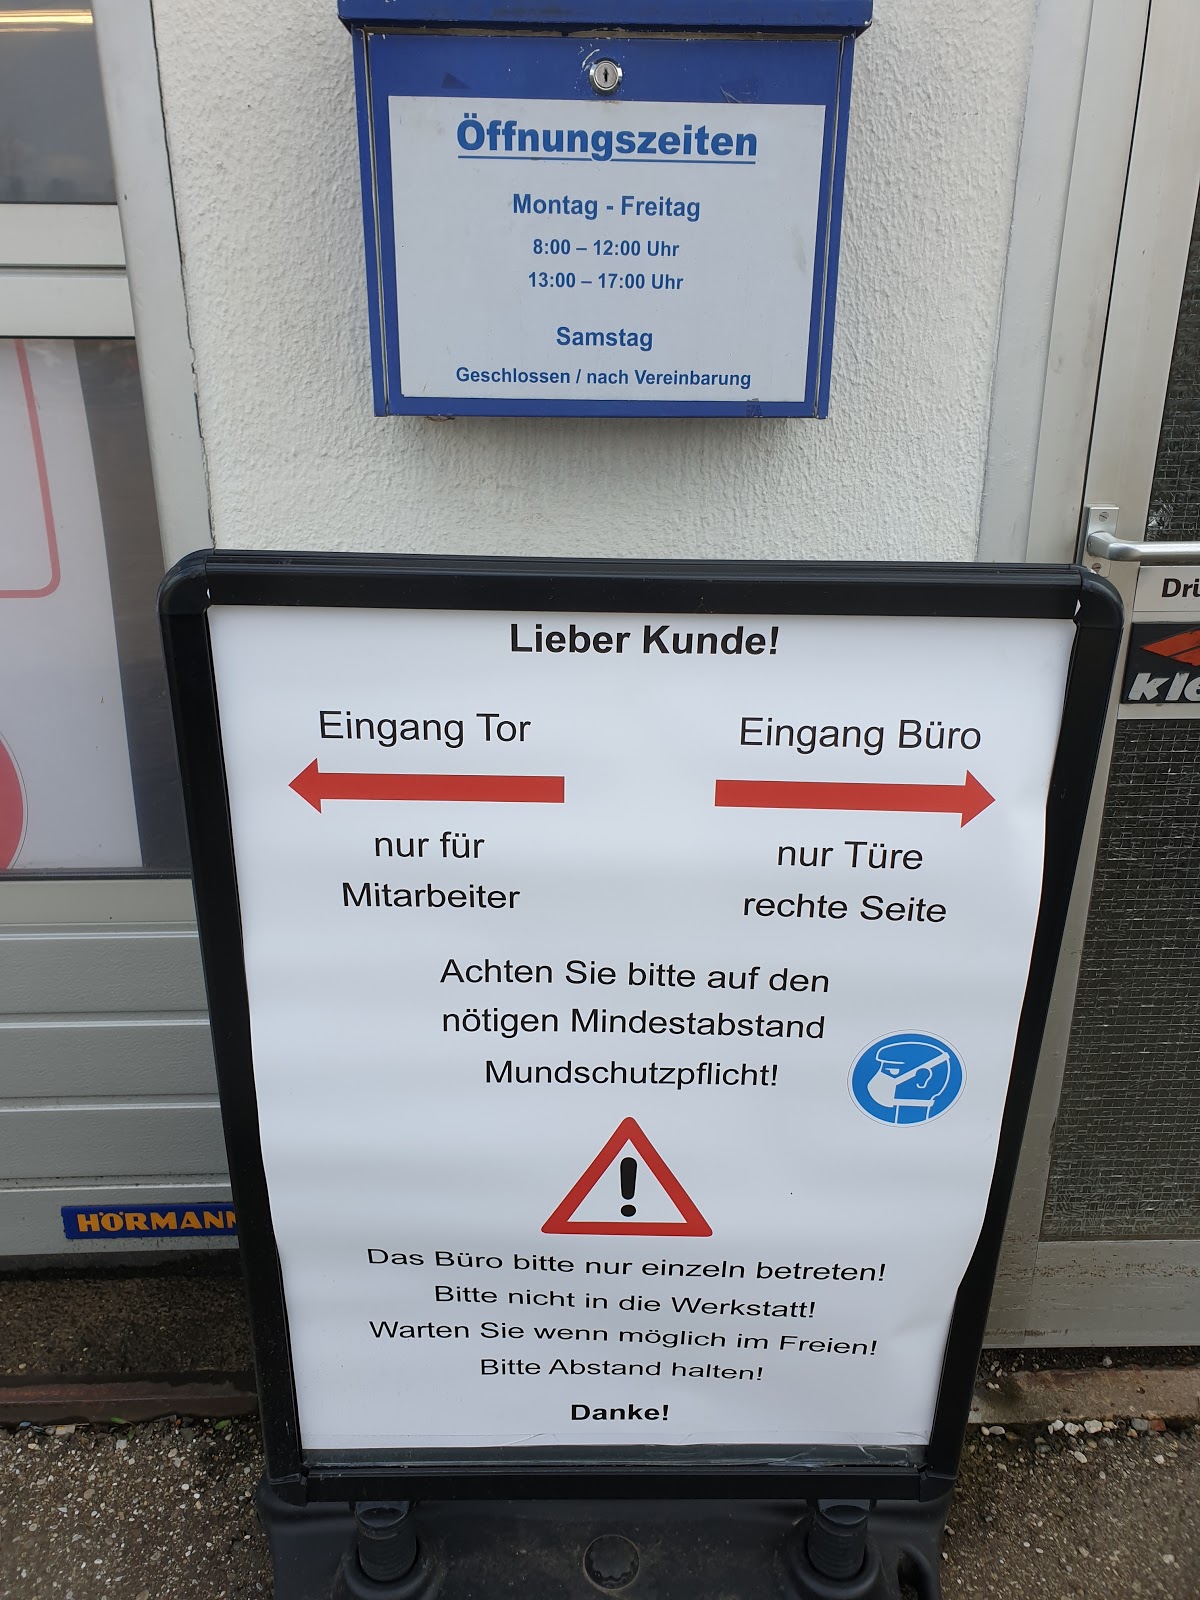 Öffnungszeiten
Montag - Freitag
8:00 – 12:00 Uhr
13:00 – 17:00 Uhr
Samstag
Geschlossen / nach Vereinbarung
Lieber Kunde!
Eingang Tor
nur für
Mitarbeiter
Eingang Büro
nur Türe
rechte Seite
Achten Sie bitte auf den
nötigen Mindestabstand
Mundschutzpflicht!
Das Büro bitte nur einzeln betreten!
Bitte nicht in die Werkstatt!
Warten Sie wenn möglich im Freien!
Bitte Abstand halten!
Danke!
HÖRMANN